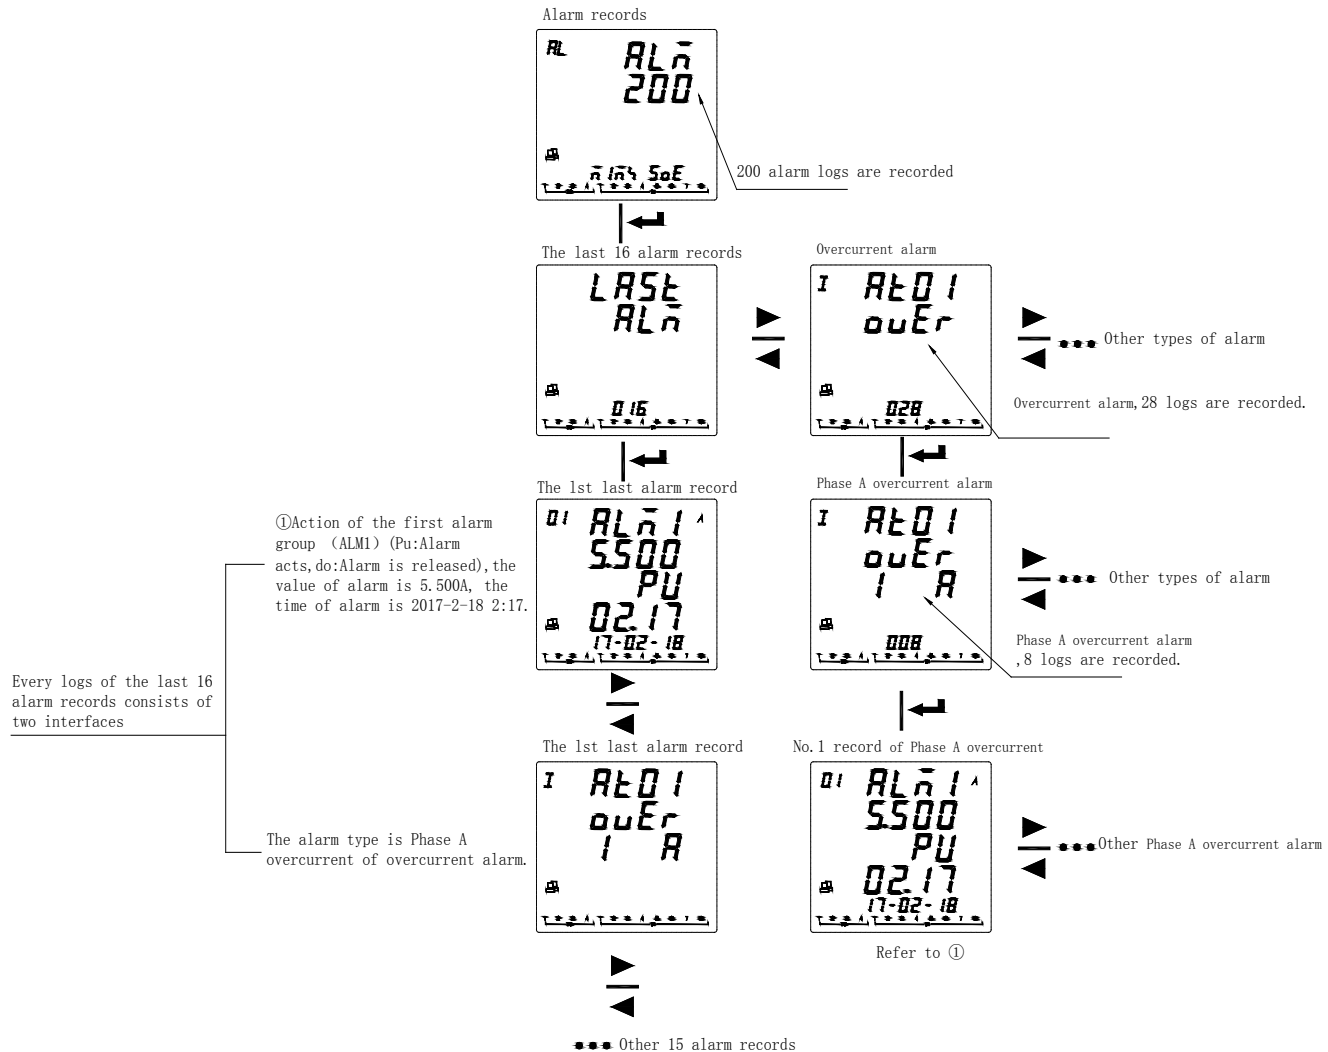 Alarm records
AL
ALM
200
200 alarm logs are recorded
The last 16 alarm records
LASt
ALM
016
Overcurrent alarm
I
At01
ovEr
028
Other types of alarm
Overcurrent alarm,28 logs are recorded.
The 1st last alarm record
01
ALM1
A
5.500
PU
02.17
17-02-18
①Action of the first alarm
group （ALM1）(Pu:Alarm
acts,do:Alarm is released),the
value of alarm is 5.500A, the
time of alarm is 2017-2-18 2:17.
Phase A overcurrent alarm
I
At01
ovEr
1 A
008
Other types of alarm
Phase A overcurrent alarm
,8 logs are recorded.
Every logs of the last 16
alarm records consists of
two interfaces
The 1st last alarm record
I
At01
ovEr
1 A
The alarm type is Phase A
overcurrent of overcurrent alarm.
No.1 record of Phase A overcurrent
01
ALM1
A
5.500
PU
02.17
17-02-18
Other Phase A overcurrent alarm
Refer to ①
Other 15 alarm records